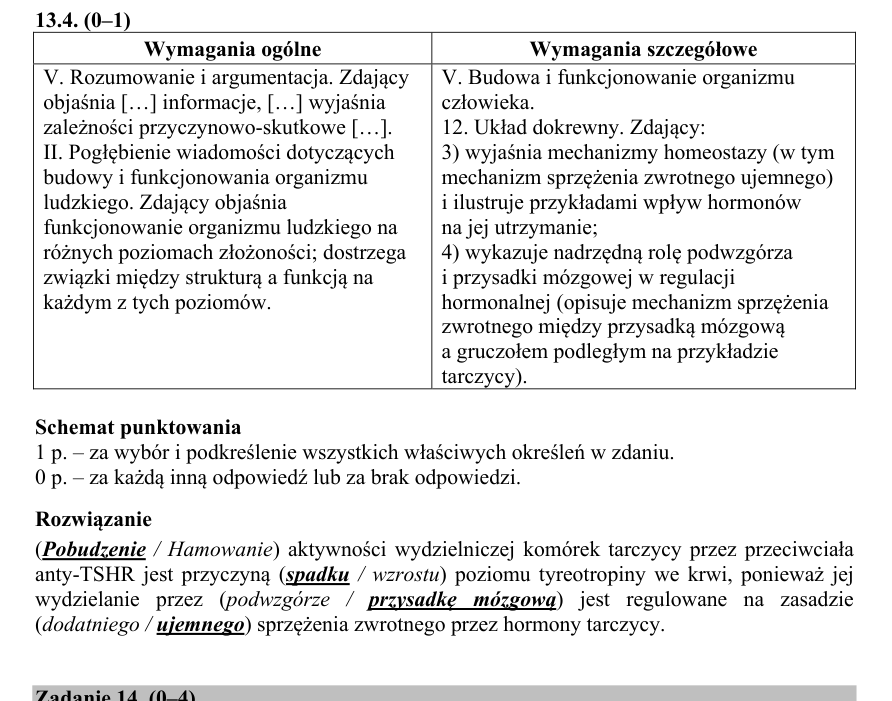 13.4. (0–1)
Wymagania ogólne
Wymagania szczegółowe
V. Rozumowanie i argumentacja. Zdający
objaśnia […] informacje, […] wyjaśnia
zależności przyczynowo-skutkowe […].
II. Pogłębienie wiadomości dotyczących
budowy i funkcjonowania organizmu
ludzkiego. Zdający objaśnia
funkcjonowanie organizmu ludzkiego na
różnych poziomach złożoności; dostrzega
związki między strukturą a funkcją na
każdym z tych poziomów.
V. Budowa i funkcjonowanie organizmu
człowieka.
12. Układ dokrewny. Zdający:
3) wyjaśnia mechanizmy homeostazy (w tym
mechanizm sprzężenia zwrotnego ujemnego)
i ilustruje przykładami wpływ hormonów
na jej utrzymanie;
4) wykazuje nadrzędną rolę podwzgórza
i przysadki mózgowej w regulacji
hormonalnej (opisuje mechanizm sprzężenia
zwrotnego między przysadką mózgową
a gruczołem podległym na przykładzie
tarczycy).
Schemat punktowania
1 p. – za wybór i podkreślenie wszystkich właściwych określeń w zdaniu.
0 p. – za każdą inną odpowiedź lub za brak odpowiedzi.
Rozwiązanie
(Pobudzenie / Hamowanie) aktywności wydzielniczej komórek tarczycy przez przeciwciała
anty-TSHR jest przyczyną (spadku / wzrostu) poziomu tyreotropiny we krwi, ponieważ jej
wydzielanie przez (podwzgórze / przysadkę mózgową) jest regulowane na zasadzie
(dodatniego / ujemnego) sprzężenia zwrotnego przez hormony tarczycy.
Zadanie 14. (0–4)